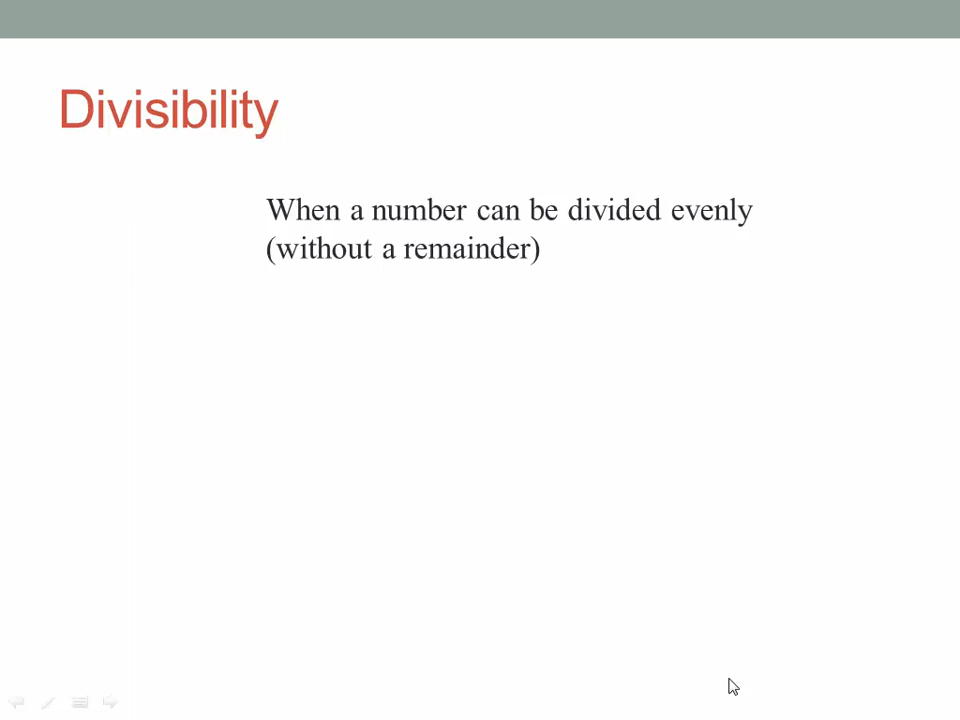 Divisibility
When a number can be divided evenly
(without a remainder)